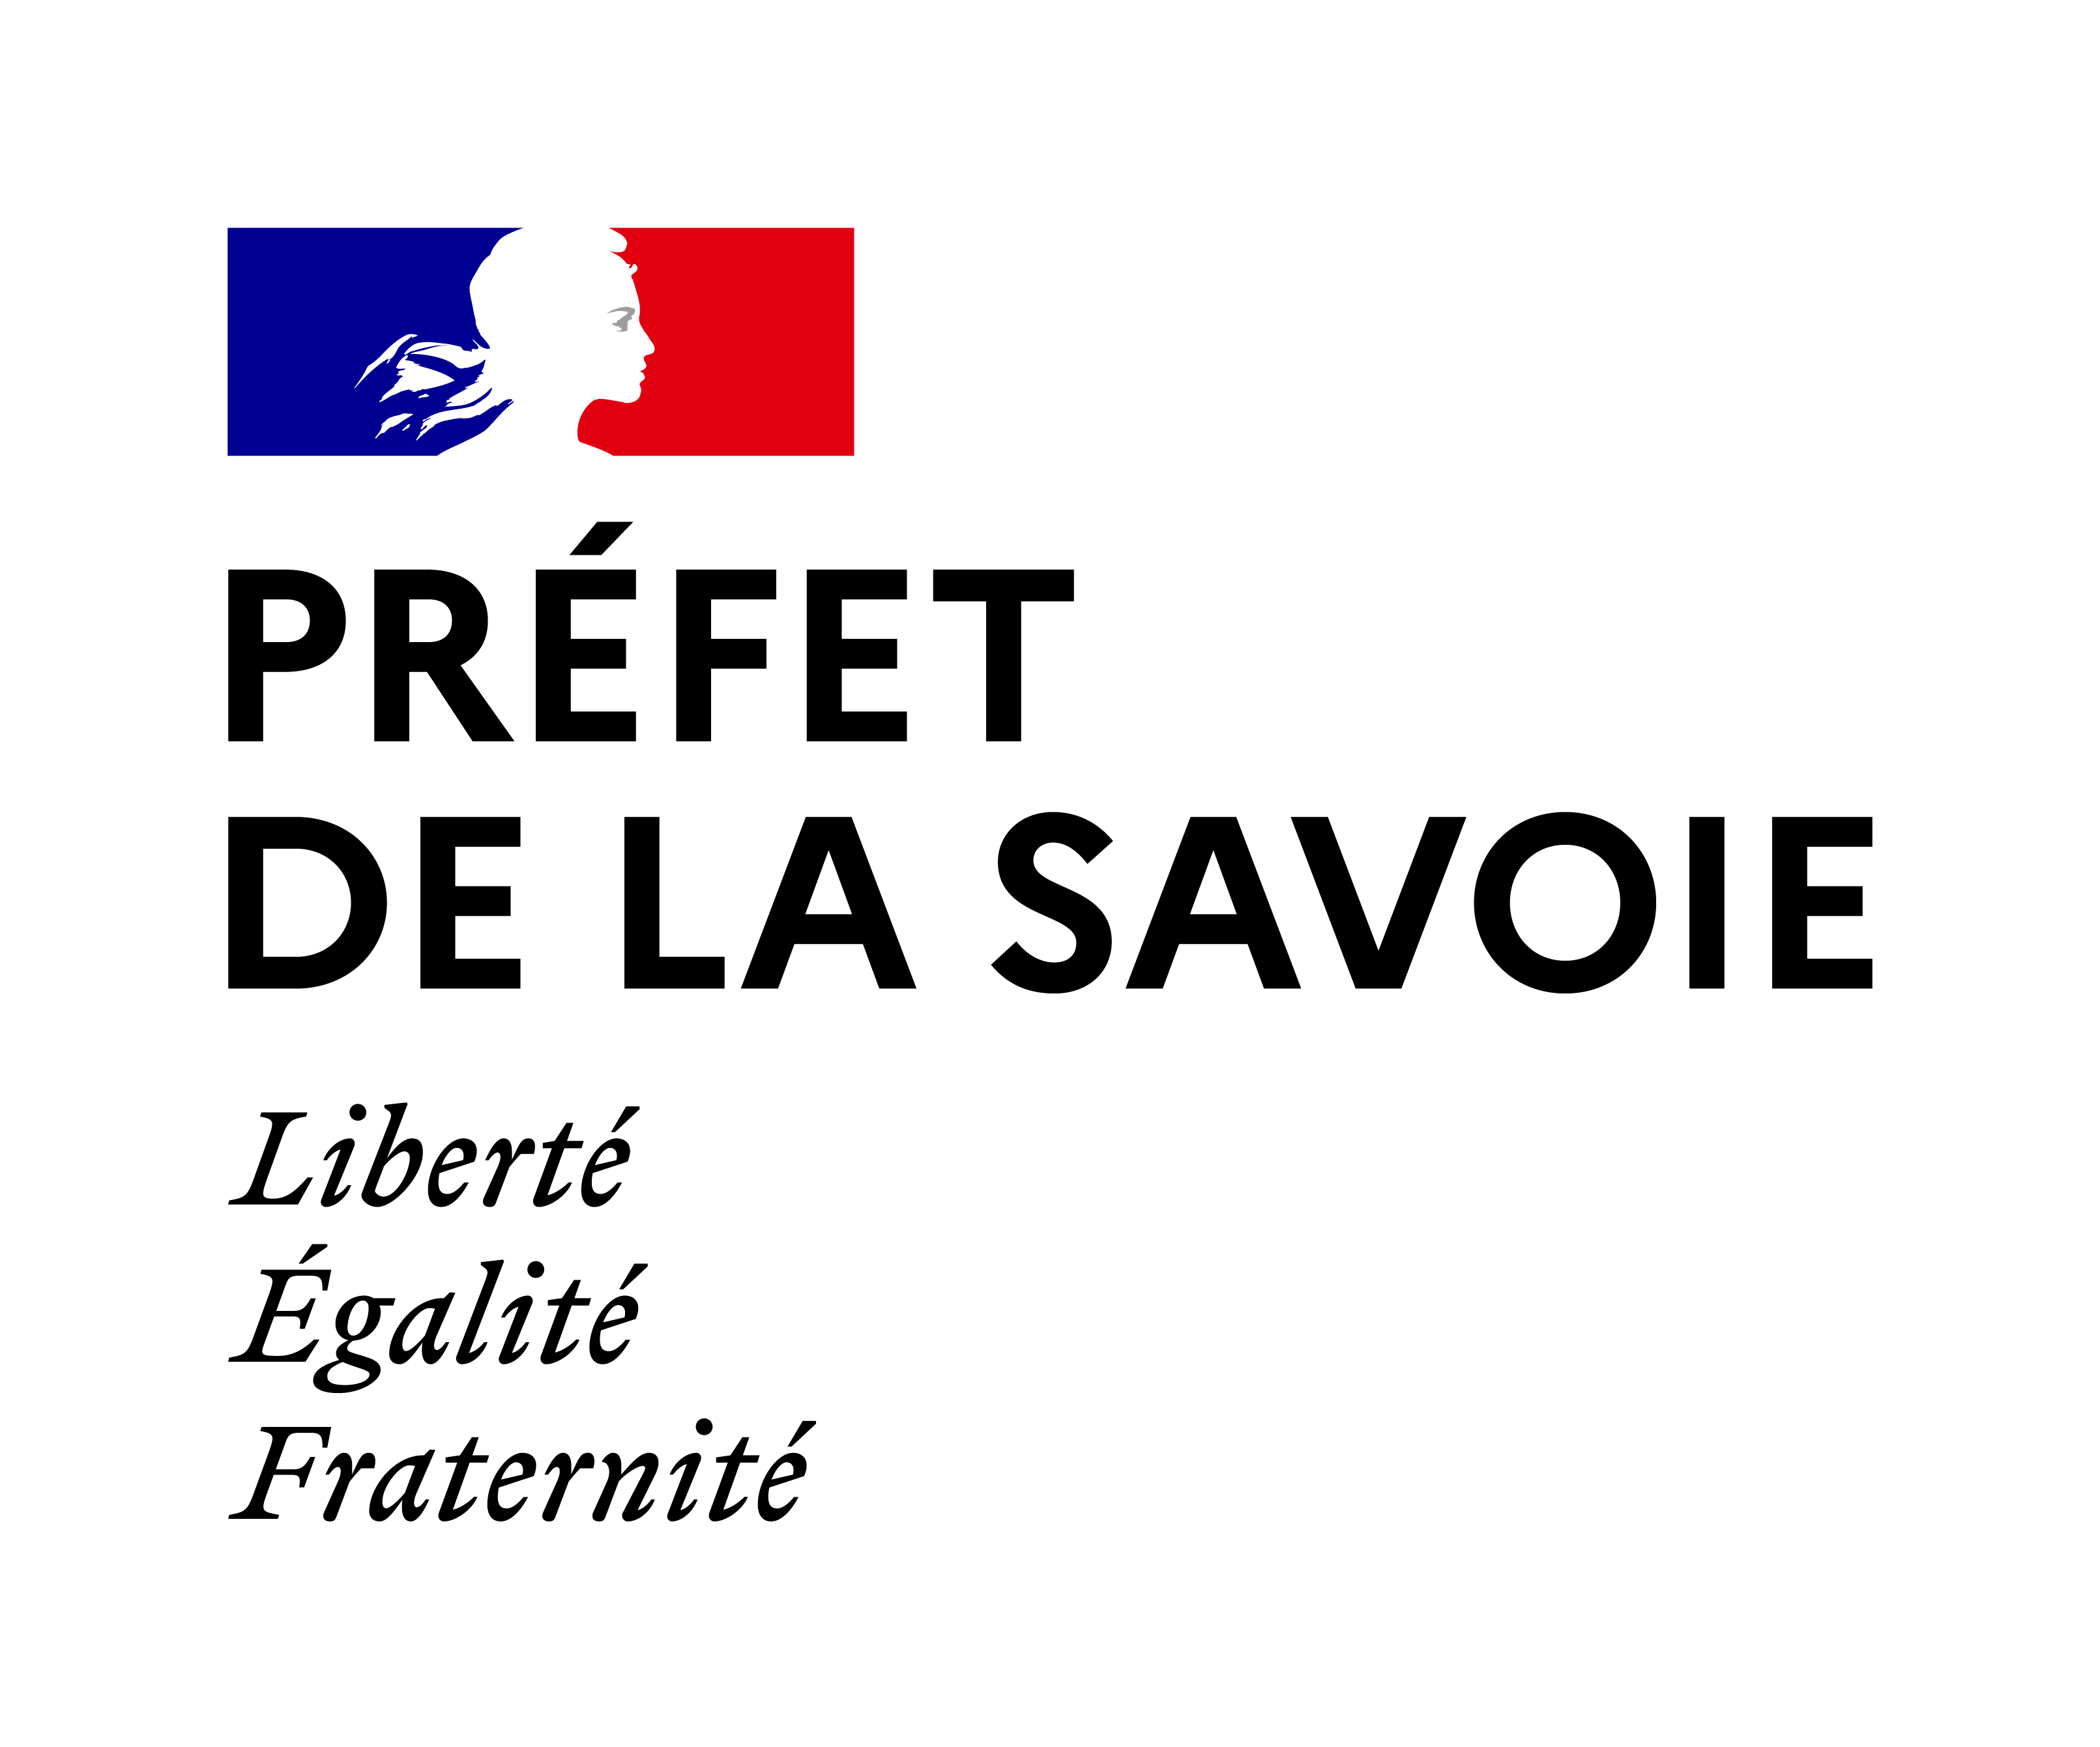 PRÉFET
DE LA SAVOIE
Liberté
Égalité
Fraternité